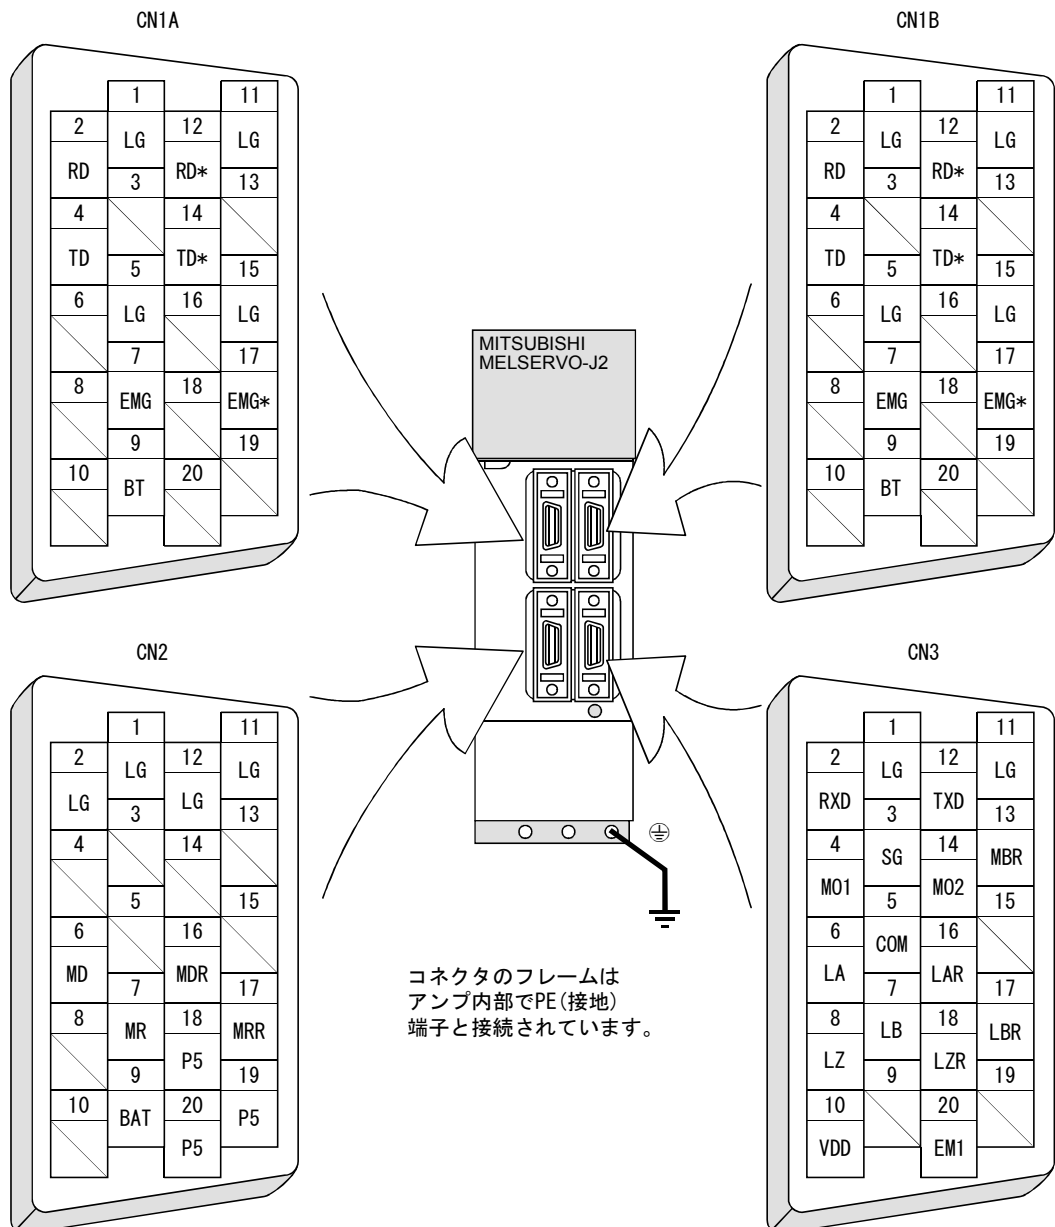 CN1A
1 11
2 12
LG LG
RD 3 RD* 13
4 14
TD 5 TD* 15
6 16
LG LG
7 17
8 18
EMG EMG*
9 19
10 20
BT
CN1B
1 11
2 12
LG LG
RD 3 RD* 13
4 14
TD 5 TD* 15
6 16
LG LG
7 17
8 18
EMG EMG*
9 19
10 20
BT
MITSUBISHI
MELSERVO-J2
CN2
1 11
2 12
LG LG
LG 3 LG 13
4 14
5 15
6 16
MD 7 MDR 17
8 18
MR MRR
9 P5 19
10 20
BAT P5
P5
CN3
1 11
2 12
LG LG
RXD 3 TXD 13
4 14
SG MBR
MO1 5 MO2 15
6 16
COM
LA 7 LAR 17
8 18
LB LBR
LZ 9 LZR 19
10 20
VDD EM1
コネクタのフレームは
アンプ内部でPE(接地)
端子と接続されています。